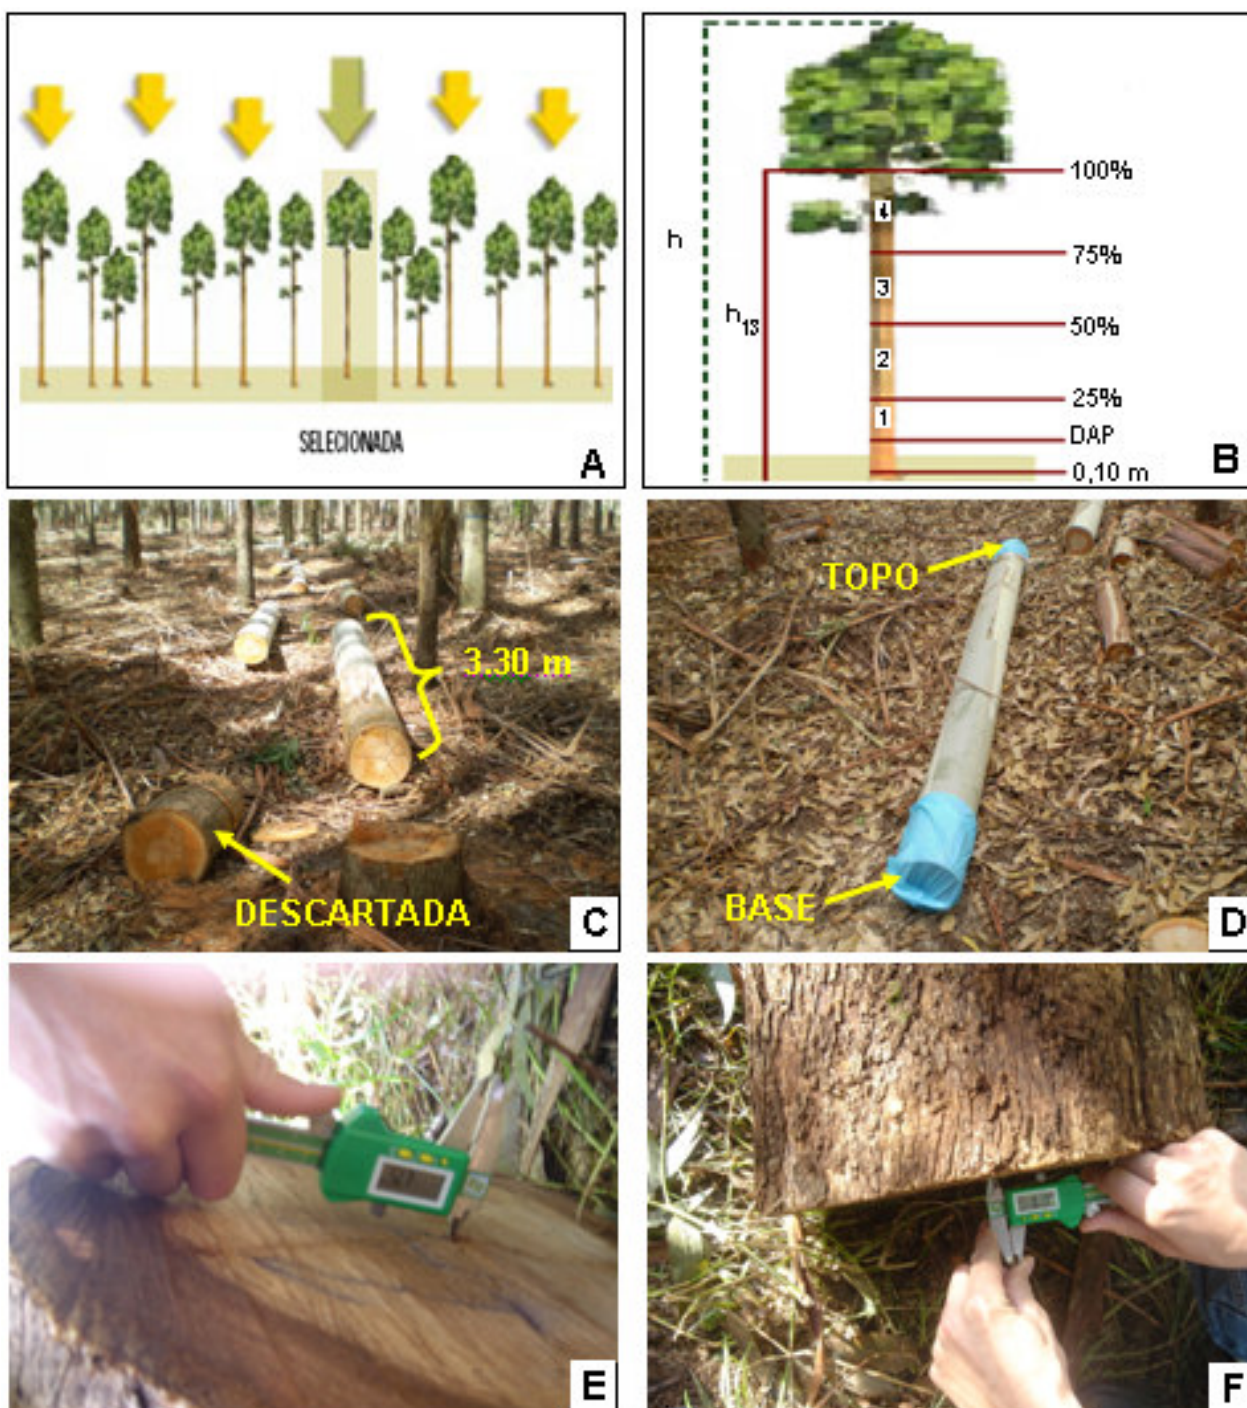 SELECIONADA
A
h
h13
4
3
2
1
100%
75%
50%
25%
DAP
0,10 m
B
3.30 m
DESCARTADA
C
TOPO
BASE
D
E
F